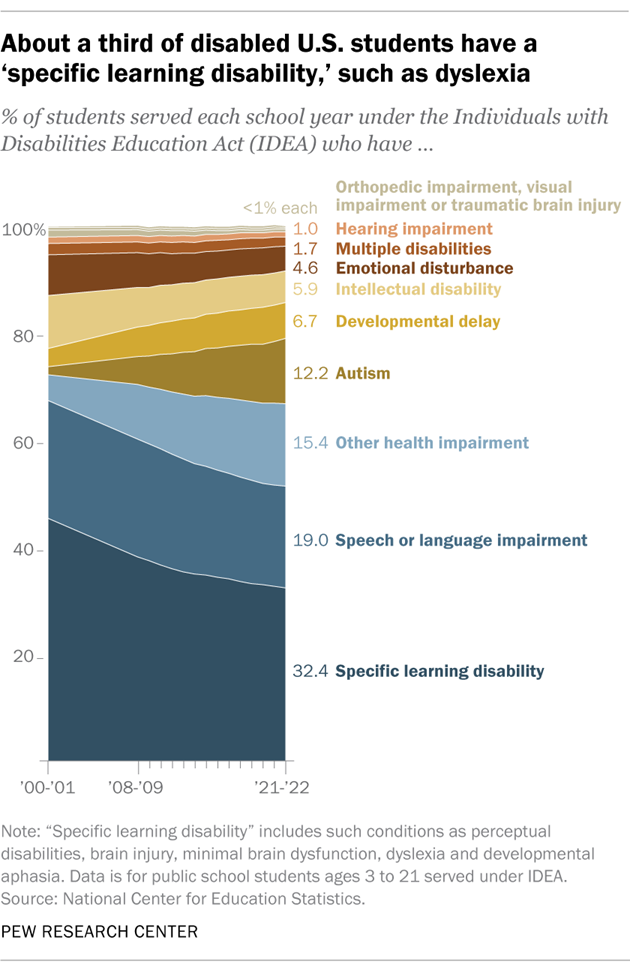 About a third of disabled U.S. students have a
‘specific learning disability,’ such as dyslexia
% of students served each school year under the Individuals with
Disabilities Education Act (IDEA) who have ...
<1% each
Orthopedic impairment, visual
impairment or traumatic brain injury
100%
1.0 Hearing impairment
1.7 Multiple disabilities
4.6 Emotional disturbance
5.9 Intellectual disability
80
6.7 Developmental delay
12.2 Autism
60
15.4 Other health impairment
40
19.0 Speech or language impairment
20
32.4 Specific learning disability
’00-’01 ’08-’09 ’21-’22
Note: “Specific learning disability” includes such conditions as perceptual
disabilities, brain injury, minimal brain dysfunction, dyslexia and developmental
aphasia. Data is for public school students ages 3 to 21 served under IDEA.
Source: National Center for Education Statistics.
PEW RESEARCH CENTER